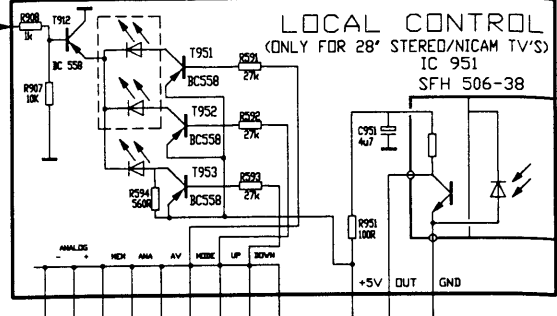 LOCAL CONTROL
(ONLY FOR 28" STEREO/NICAM TV'S)
IC 951
SFH 506-38
R908
1k
T912
BC 558
R907
10K
T951
BC558
R591
27k
T952
BC558
R592
27k
T953
BC558
R593
27k
R594
560R
C951
4u7
R951
100R
ANALOG
- +
MEN ANA AV MODE UP DOWN
+5V OUT GND